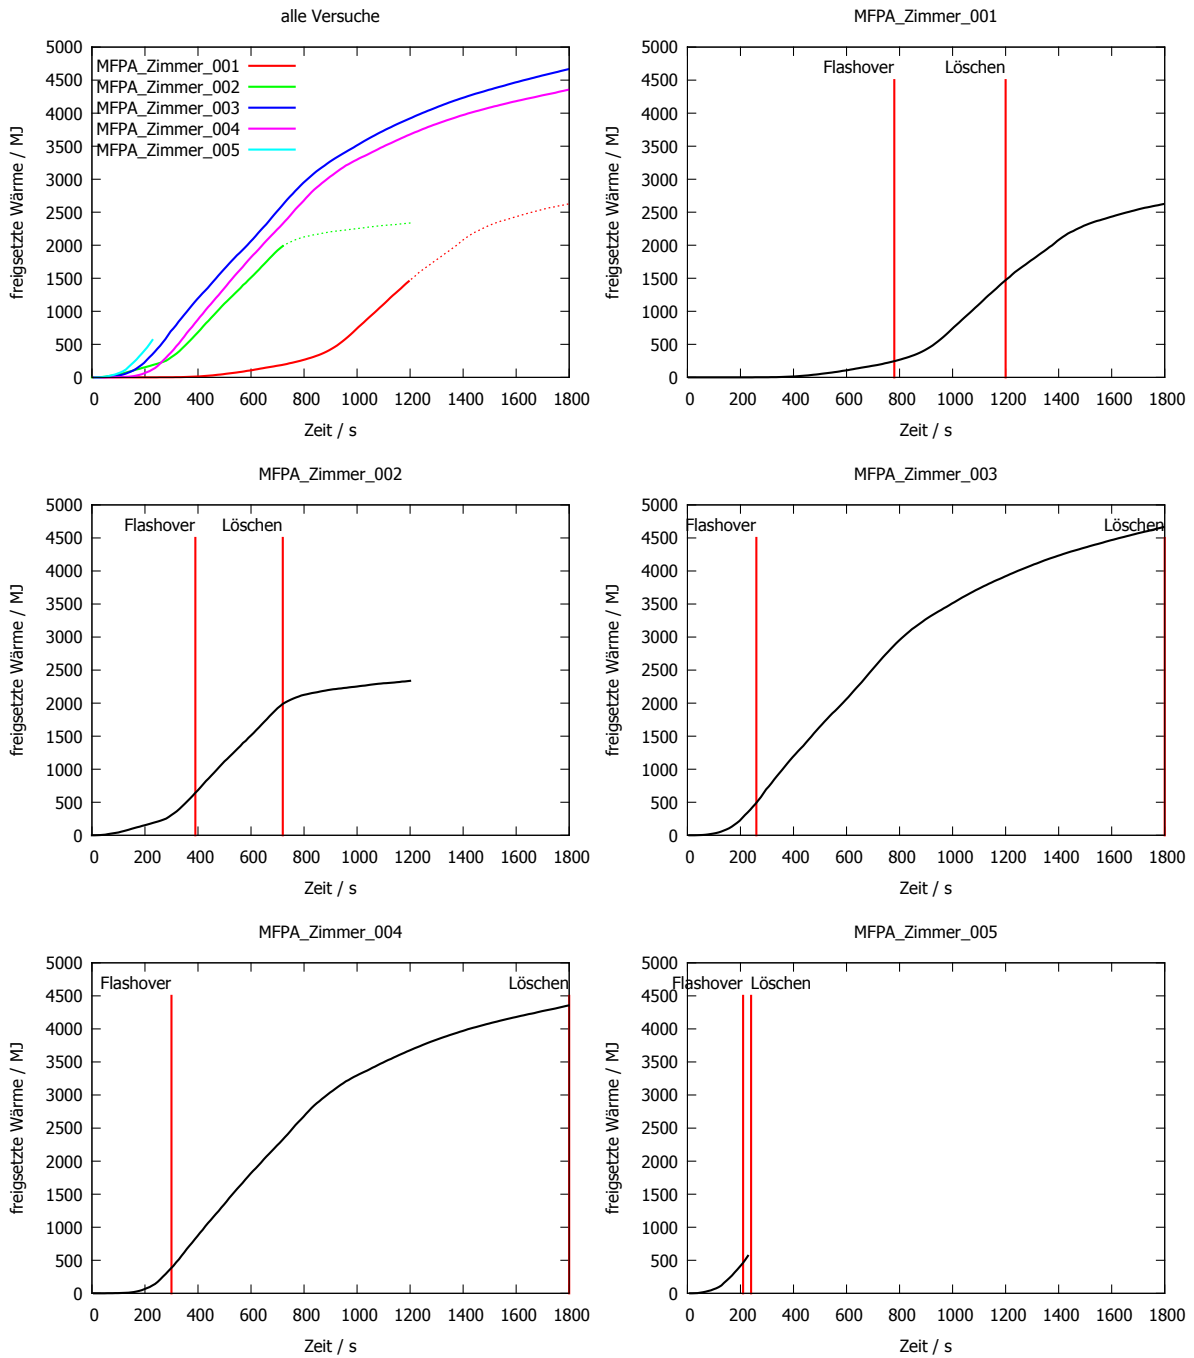 alle Versuche
5000
4500
4000
3500
3000
2500
2000
1500
1000
500
0
freigsetzte Wärme / MJ
MFPA_Zimmer_001
MFPA_Zimmer_002
MFPA_Zimmer_003
MFPA_Zimmer_004
MFPA_Zimmer_005
0 200 400 600 800 1000 1200 1400 1600 1800
Zeit / s
MFPA_Zimmer_001
5000
4500
4000
3500
3000
2500
2000
1500
1000
500
0
freigsetzte Wärme / MJ
Flashover Löschen
0 200 400 600 800 1000 1200 1400 1600 1800
Zeit / s
MFPA_Zimmer_002
5000
4500
4000
3500
3000
2500
2000
1500
1000
500
0
freigsetzte Wärme / MJ
Flashover Löschen
0 200 400 600 800 1000 1200 1400 1600 1800
Zeit / s
MFPA_Zimmer_003
5000
4500
4000
3500
3000
2500
2000
1500
1000
500
0
freigsetzte Wärme / MJ
Flashover Löschen
0 200 400 600 800 1000 1200 1400 1600 1800
Zeit / s
MFPA_Zimmer_004
5000
4500
4000
3500
3000
2500
2000
1500
1000
500
0
freigsetzte Wärme / MJ
Flashover Löschen
0 200 400 600 800 1000 1200 1400 1600 1800
Zeit / s
MFPA_Zimmer_005
5000
4500
4000
3500
3000
2500
2000
1500
1000
500
0
freigsetzte Wärme / MJ
Flashover Löschen
0 200 400 600 800 1000 1200 1400 1600 1800
Zeit / s